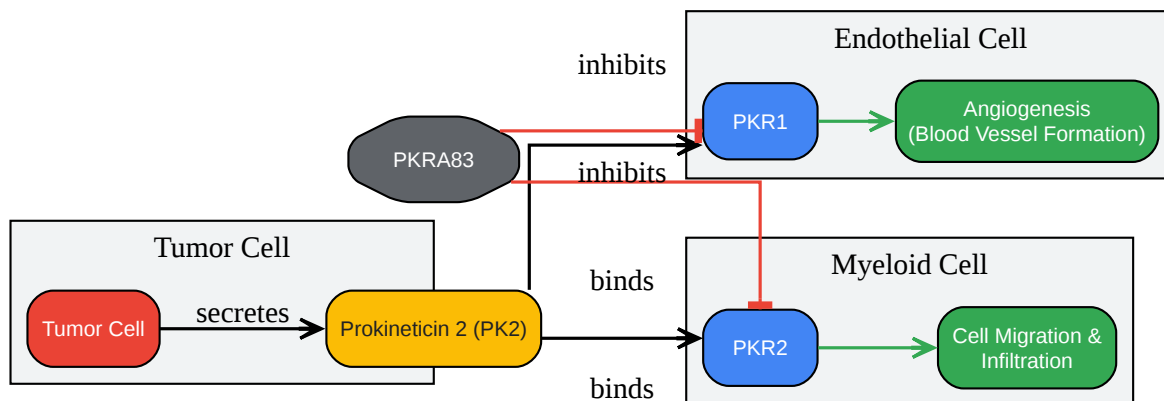 Endothelial Cell
inhibits
PKR1
Angiogenesis
(Blood Vessel Formation)
PKRA83
inhibits
Tumor Cell
Myeloid Cell
binds
secretes
Tumor Cell
Prokineticin 2 (PK2)
PKR2
Cell Migration &
Infiltration
binds